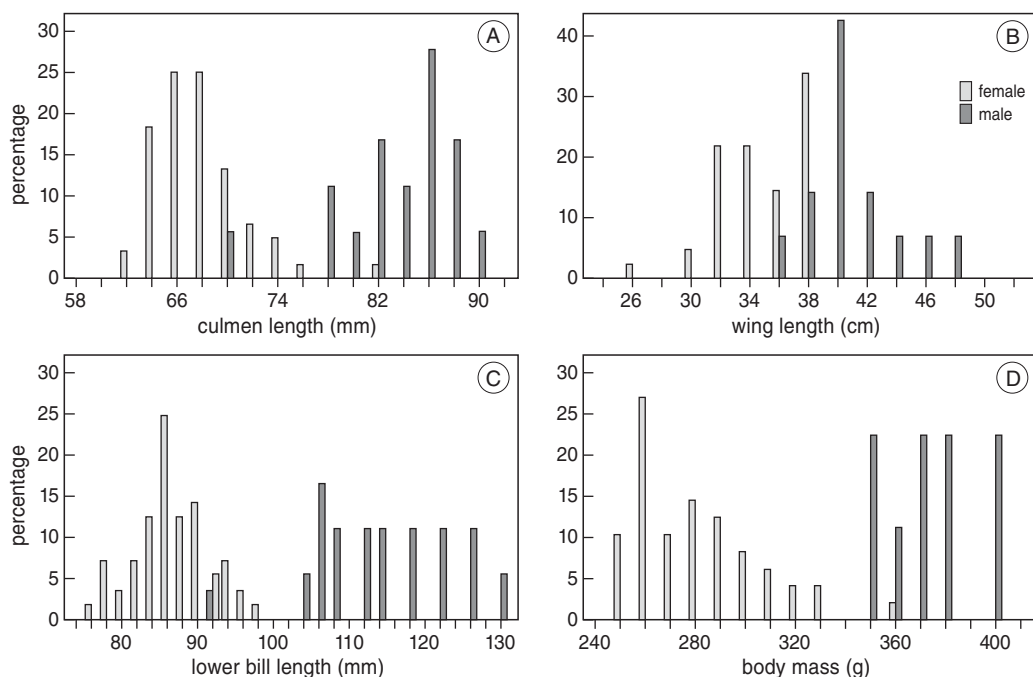 A
percentage
30
25
20
15
10
5
0
58 66 74 82 90
culmen length (mm)
B
female
male
40
30
20
10
0
26 30 34 38 42 46 50
wing length (cm)
C
percentage
30
25
20
15
10
5
0
80 90 100 110 120 130
lower bill length (mm)
D
30
25
20
15
10
5
0
240 280 320 360 400
body mass (g)